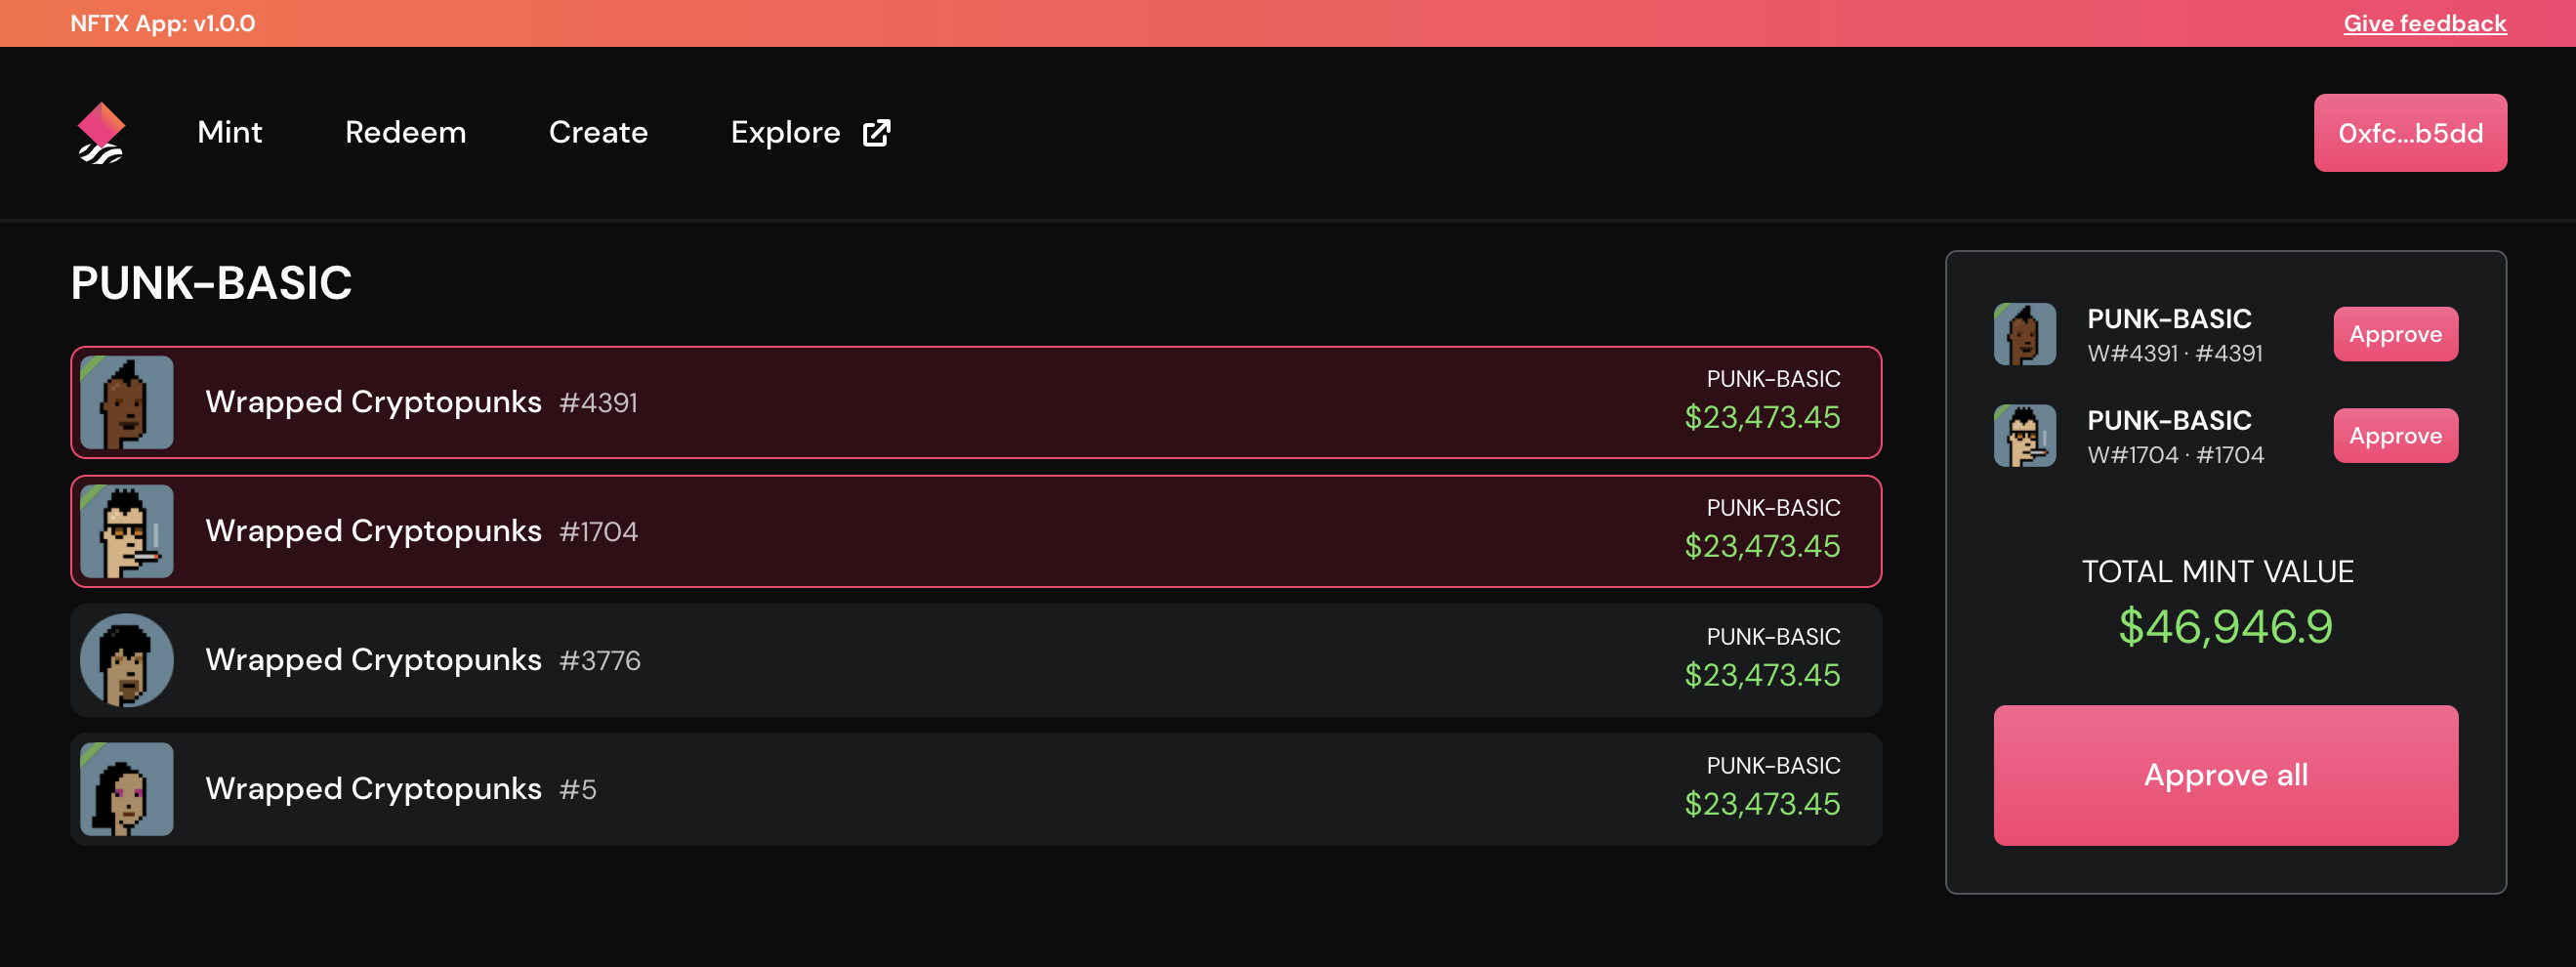 NFTX App: v1.0.0
Give feedback
Mint
Redeem
Create
Explore
0xfc...b5dd
PUNK-BASIC
Wrapped Cryptopunks #4391
PUNK-BASIC
$23,473.45
Wrapped Cryptopunks #1704
PUNK-BASIC
$23,473.45
Wrapped Cryptopunks #3776
PUNK-BASIC
$23,473.45
Wrapped Cryptopunks #5
PUNK-BASIC
$23,473.45
PUNK-BASIC
W#4391 · #4391
Approve
PUNK-BASIC
W#1704 · #1704
Approve
TOTAL MINT VALUE
$46,946.9
Approve all